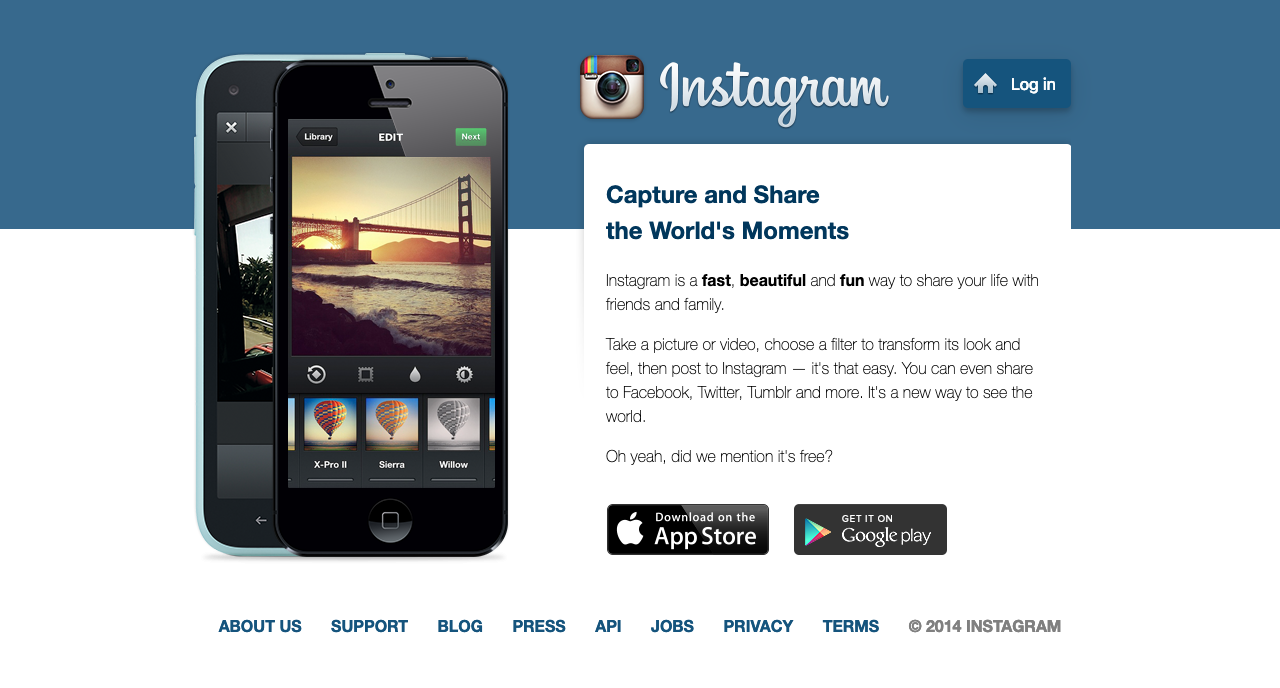 Instagram
Log in
Library
EDIT
Next
X-Pro II
Sierra
Willow
Capture and Share
the World's Moments
Instagram is a fast, beautiful and fun way to share your life with
friends and family.
Take a picture or video, choose a filter to transform its look and
feel, then post to Instagram — it's that easy. You can even share
to Facebook, Twitter, Tumblr and more. It's a new way to see the
world.
Oh yeah, did we mention it's free?
Download on the
App Store
GET IT ON
Google play
ABOUT US SUPPORT BLOG PRESS API JOBS PRIVACY TERMS © 2014 INSTAGRAM